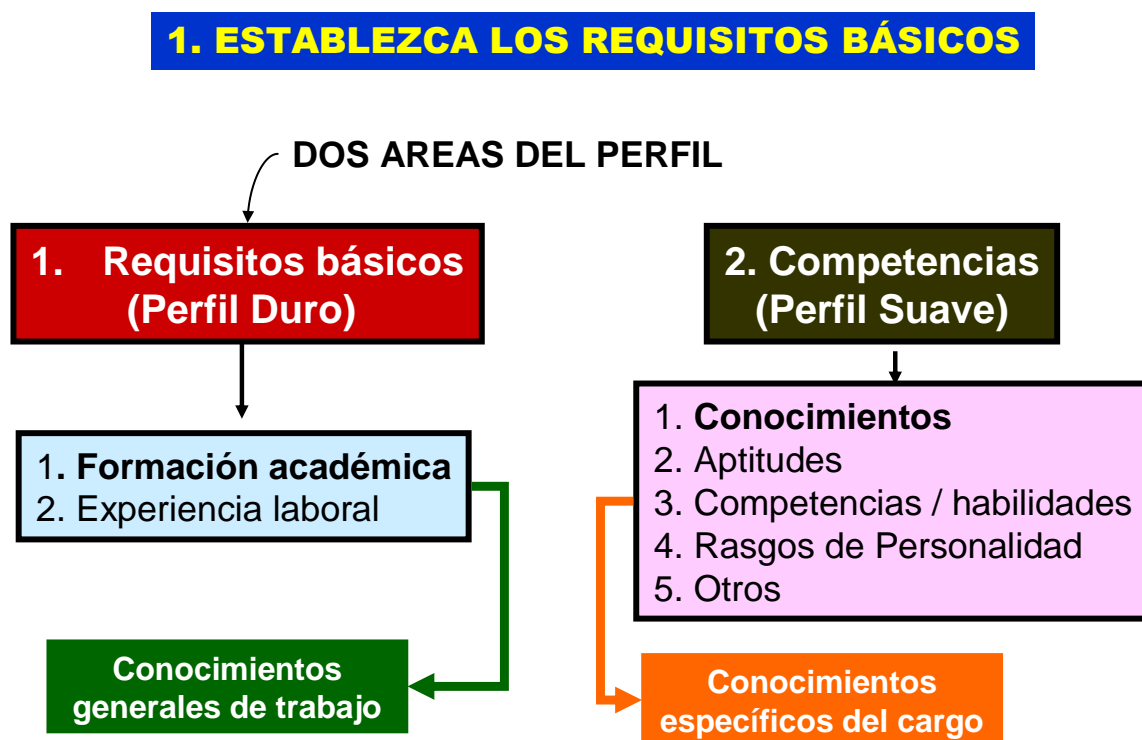 1. ESTABLEZCA LOS REQUISITOS BÁSICOS
DOS AREAS DEL PERFIL
1. Requisitos básicos
(Perfil Duro)
1. Formación académica
2. Experiencia laboral
Conocimientos
generales de trabajo
2. Competencias
(Perfil Suave)
1. Conocimientos
2. Aptitudes
3. Competencias / habilidades
4. Rasgos de Personalidad
5. Otros
Conocimientos
específicos del cargo